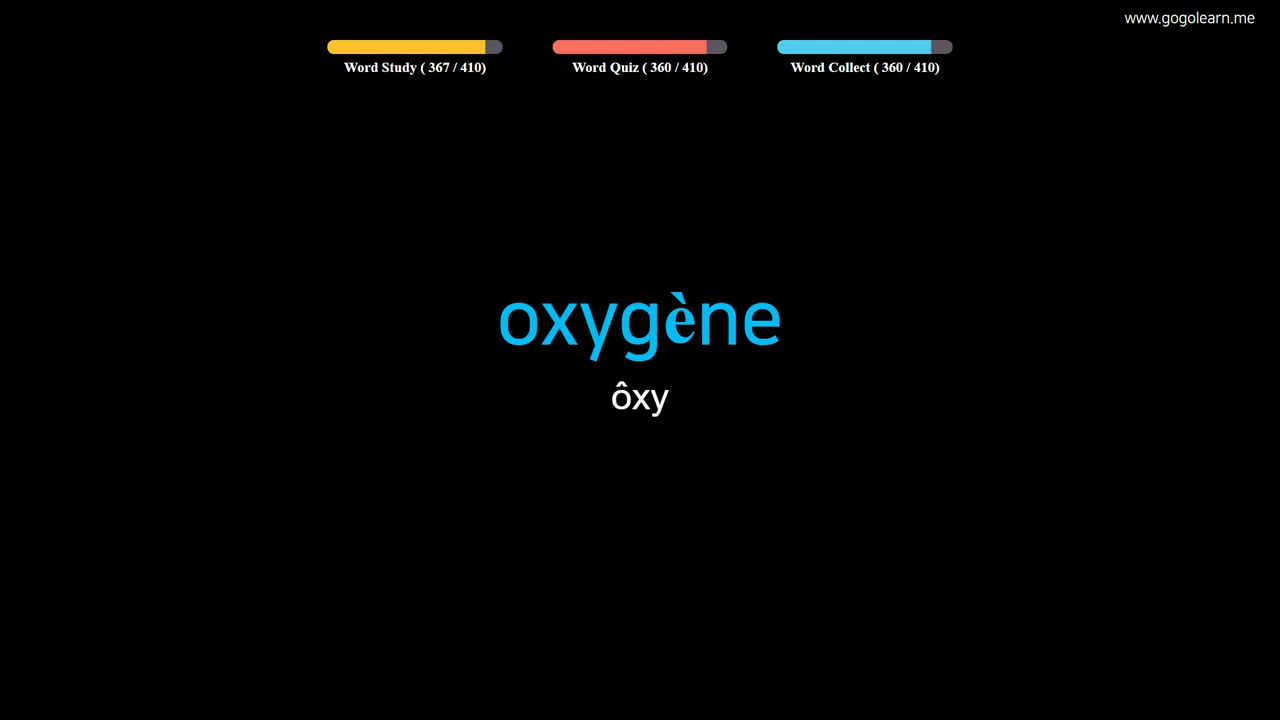 www.gogolearn.me
Word Study ( 367 / 410)
Word Quiz ( 360 / 410)
Word Collect ( 360 / 410)
oxygène
ôxy